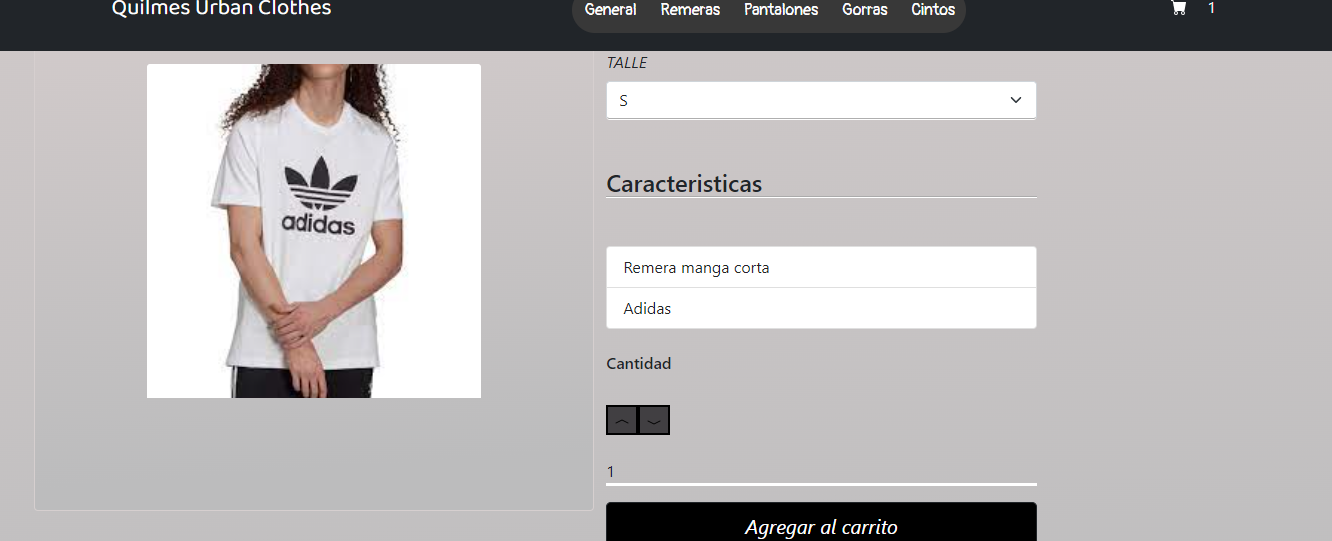 Quilmes Urban Clothes
General Remeras Pantalones Gorras Cintos
1
adidas
TALLE
S
Caracteristicas
Remera manga corta
Adidas
Cantidad
1
Agregar al carrito